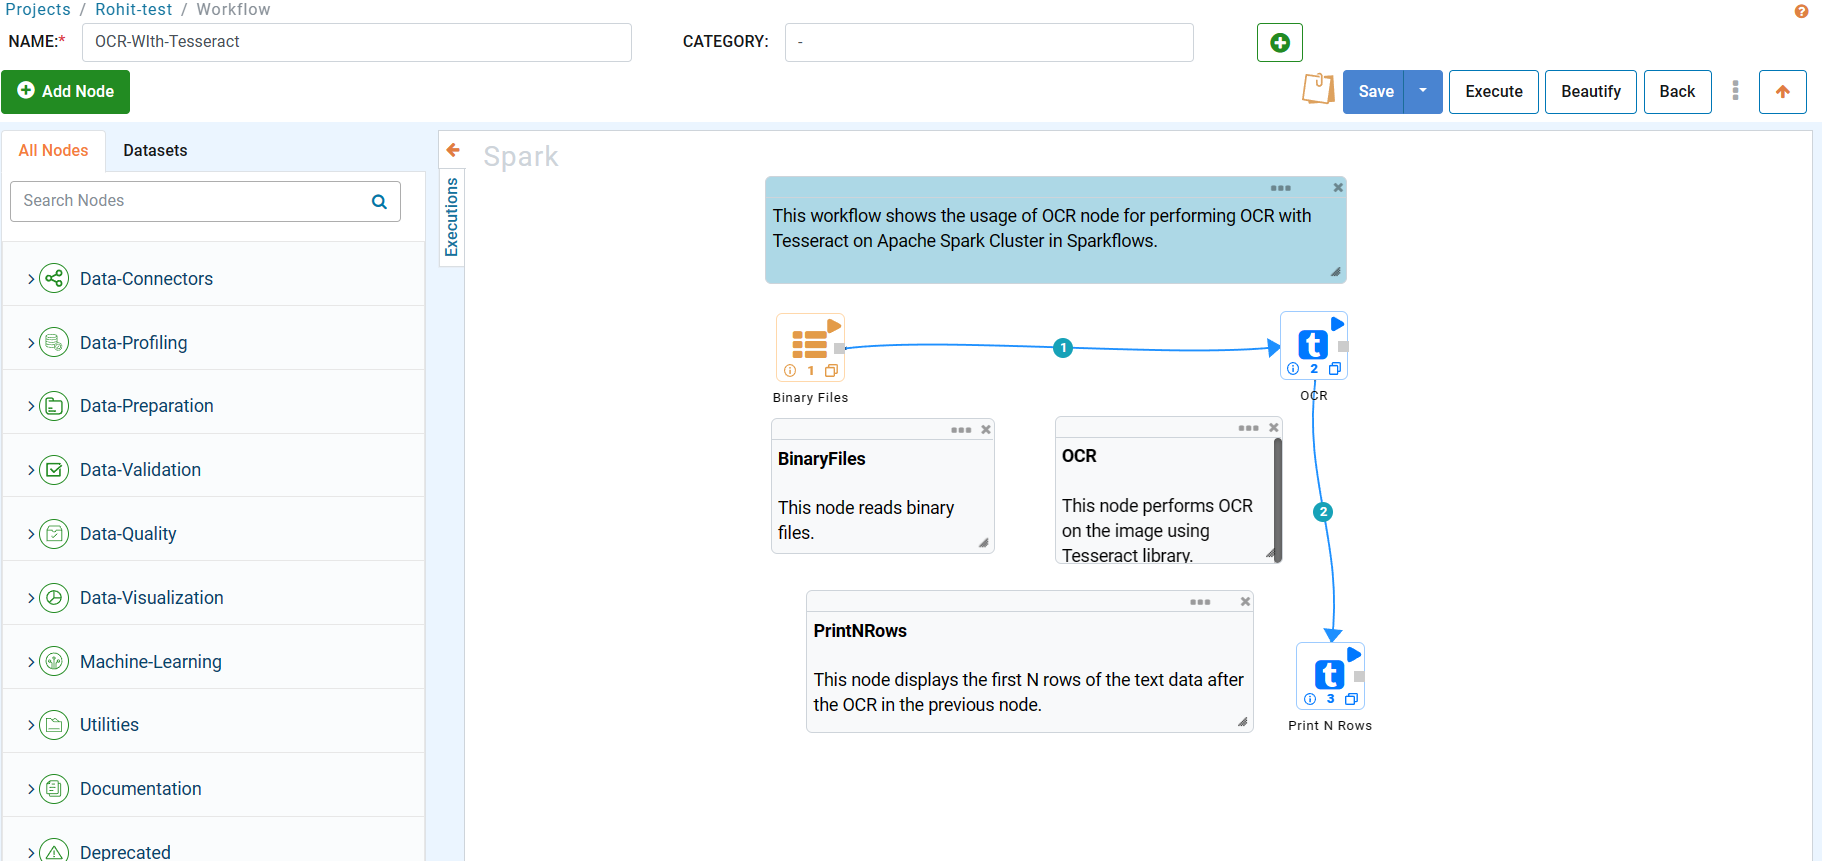 Projects / Rohit-test / Workflow
NAME:* OCR-WIth-Tesseract CATEGORY: -
Add Node
Save Execute Beautify Back
All Nodes Datasets
Search Nodes
Data-Connectors
Data-Profiling
Data-Preparation
Data-Validation
Data-Quality
Data-Visualization
Machine-Learning
Utilities
Documentation
Deprecated
Executions
Spark
This workflow shows the usage of OCR node for performing OCR with
Tesseract on Apache Spark Cluster in Sparkflows.
1
Binary Files
1
t
2
OCR
BinaryFiles
This node reads binary
files.
OCR
This node performs OCR
on the image using
Tesseract library.
2
PrintNRows
This node displays the first N rows of the text data after
the OCR in the previous node.
t
3
Print N Rows